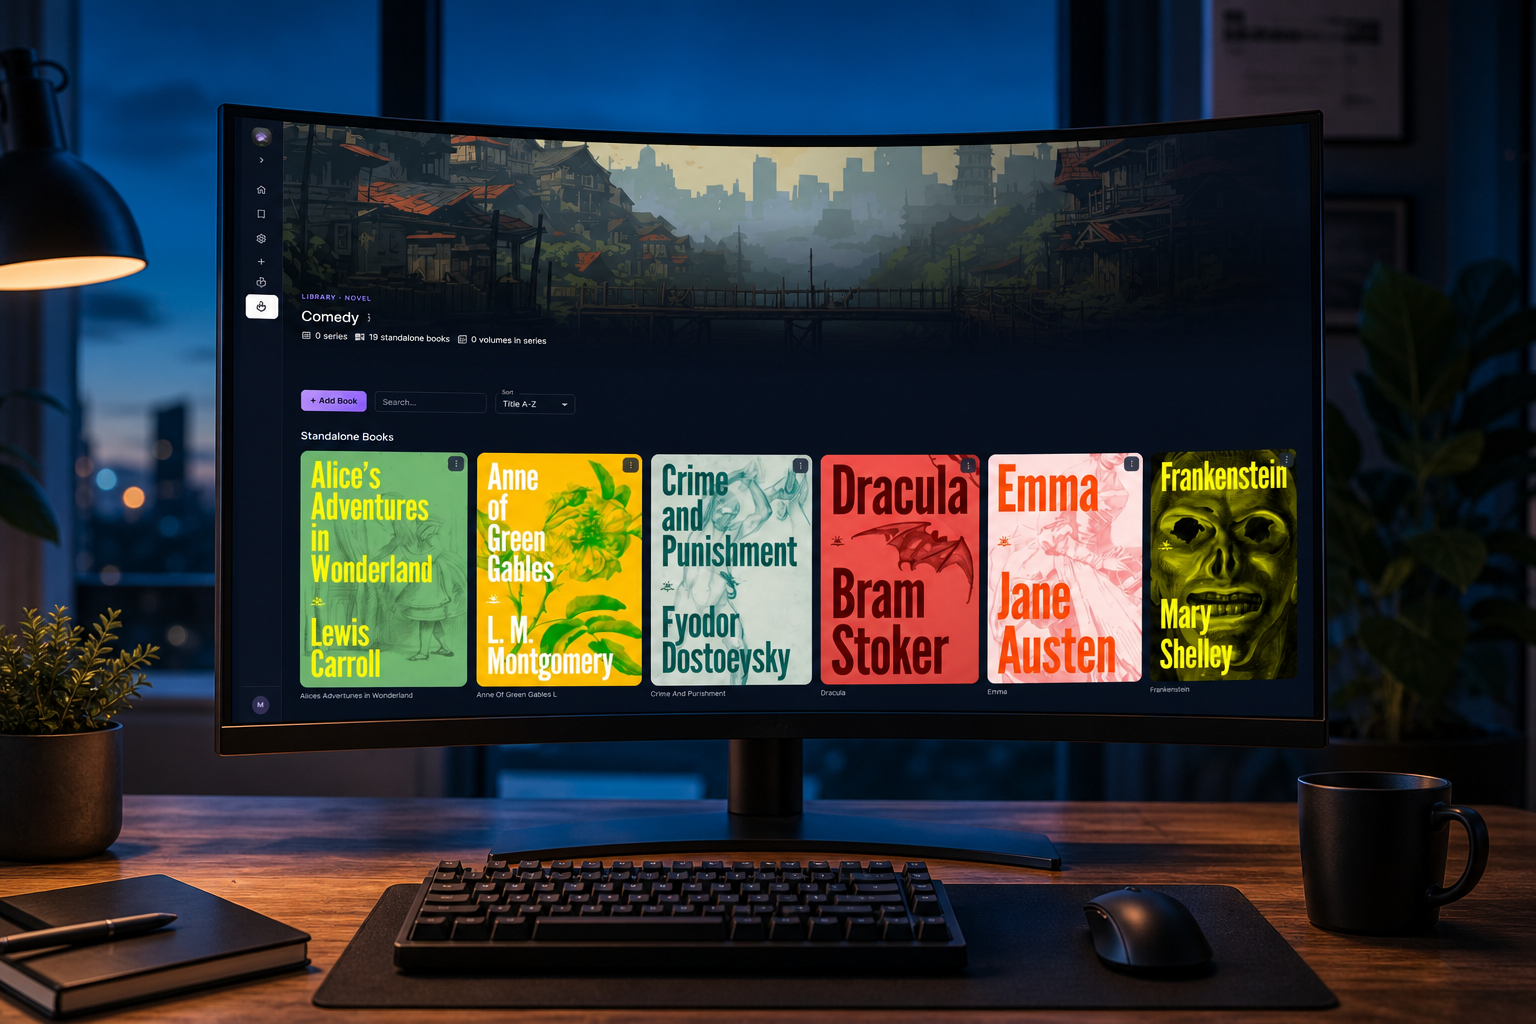 LIBRARY · NOVEL
Comedy
0 series 19 standalone books 0 volumes in series
+ Add Book
Search...
Sort
Title A-Z
Standalone Books
Alice's
Adventures
in
Wonderland
Lewis
Carroll
Alices Advertunes in Wonderland
Anne
of
Green
Gables
L. M.
Montgomery
Anne Of Green Gables L
Crime
and
Punishment
Fyodor
Dostoevsky
Crime And Purishment
Dracula
Bram
Stoker
Dracula
Emma
Jane
Austen
Emma
Frankenstein
Mary
Shelley
Frankenstein
M